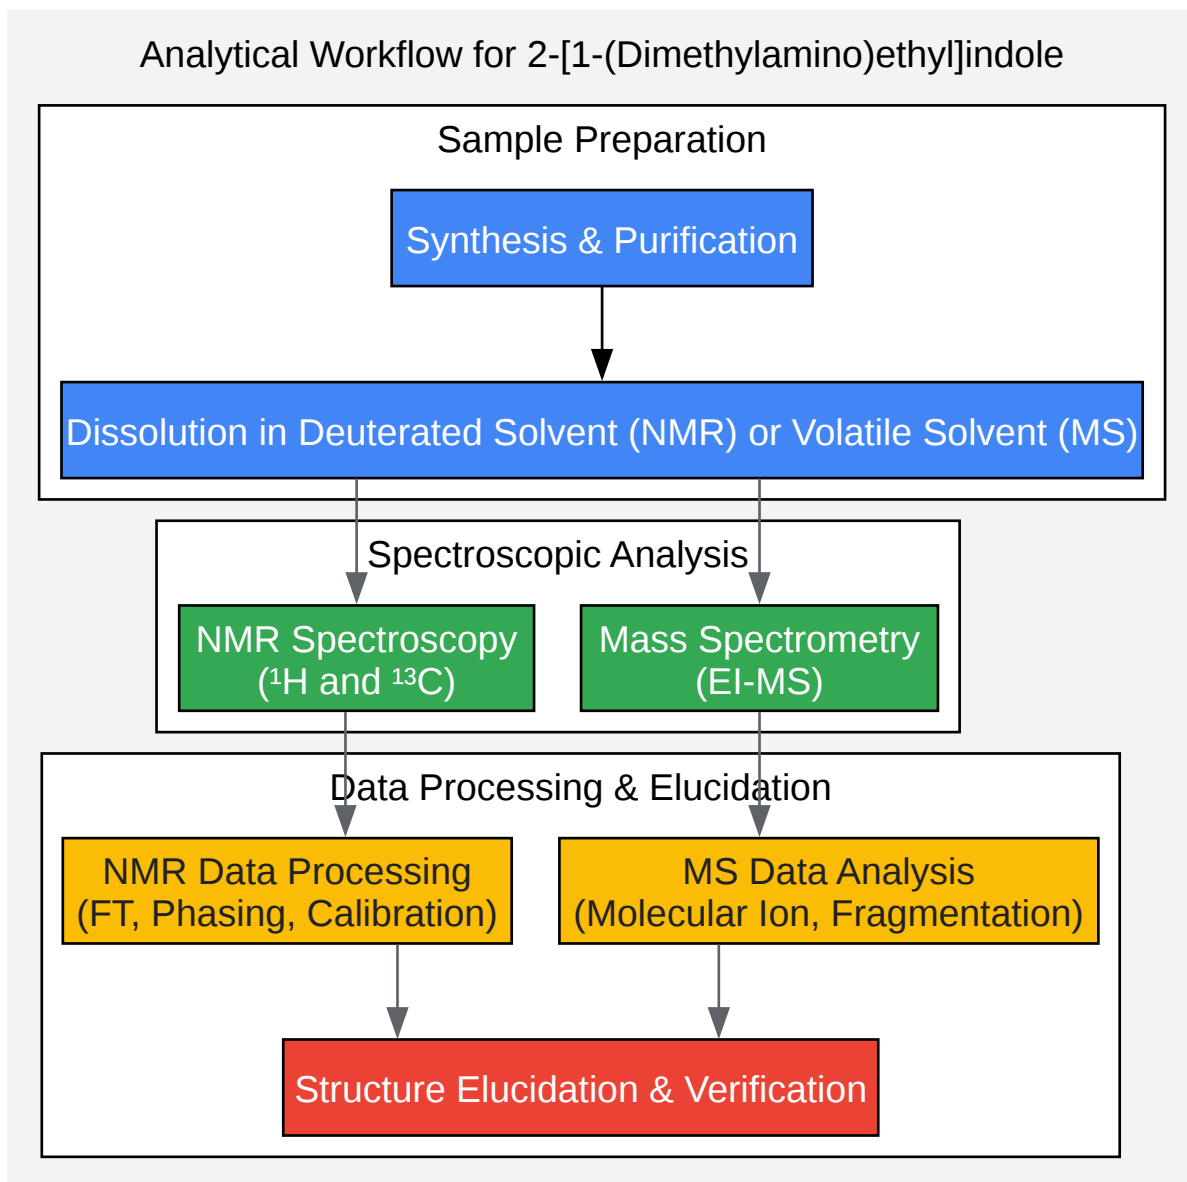 Analytical Workflow for 2-[1-(Dimethylamino)ethyl]indole
Sample Preparation
Synthesis & Purification
Dissolution in Deuterated Solvent (NMR) or Volatile Solvent (MS)
Spectroscopic Analysis
NMR Spectroscopy
(¹H and ¹³C)
Mass Spectrometry
(EI-MS)
Data Processing & Elucidation
NMR Data Processing
(FT, Phasing, Calibration)
MS Data Analysis
(Molecular Ion, Fragmentation)
Structure Elucidation & Verification